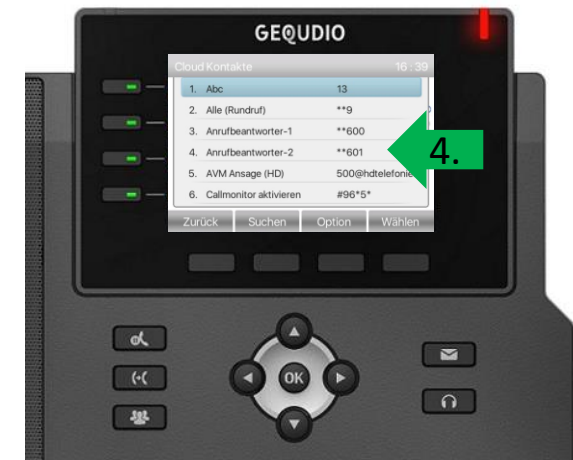 GEQUDIO
Cloud Kontakte 16 : 39
1. Abc 13
2. Alle (Rundruf) **9
3. Anrufbeantworter-1 **600
4. Anrufbeantworter-2 **601
4.
5. AVM Ansage (HD) 500@hdtelefonie
6. Callmonitor aktivieren #96*5*
Zurück Suchen Option Wählen
OK